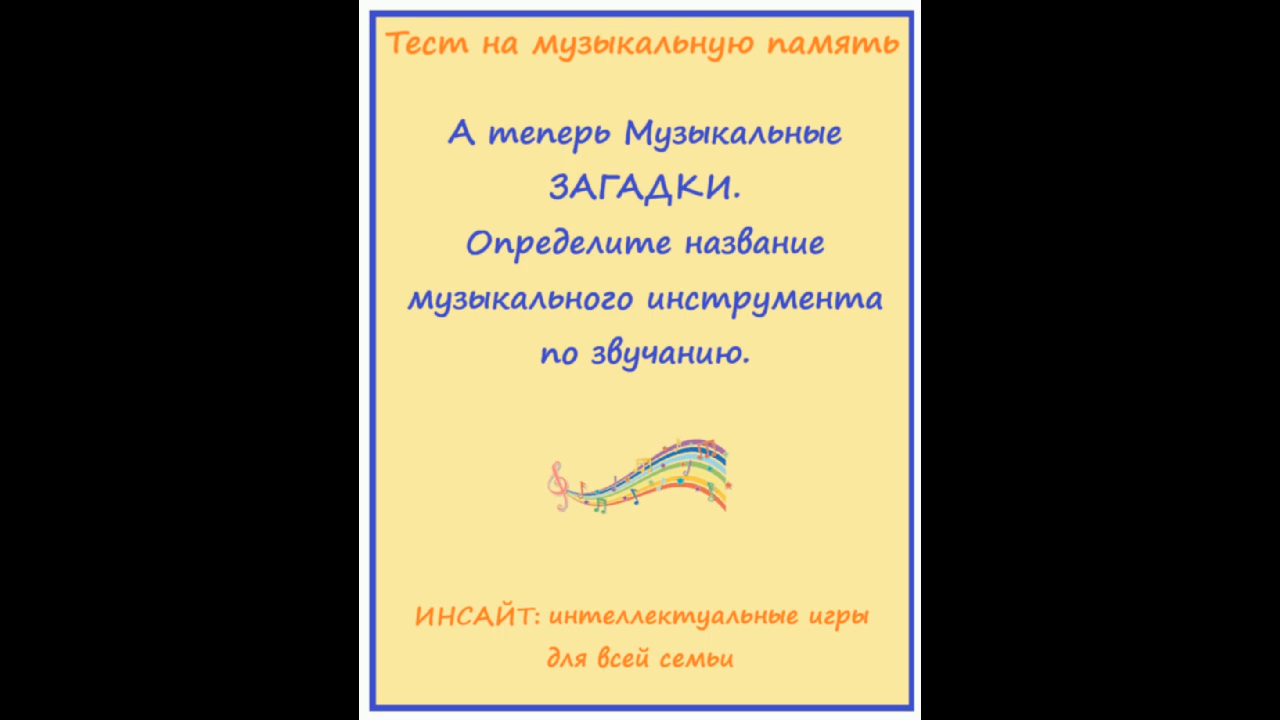 Тест на музыкальную память
А теперь Музыкальные
ЗАГАДКИ.
Определите название
музыкального инструмента
по звучанию.
ИНСАЙТ: интеллектуальные игры
для всей семьи